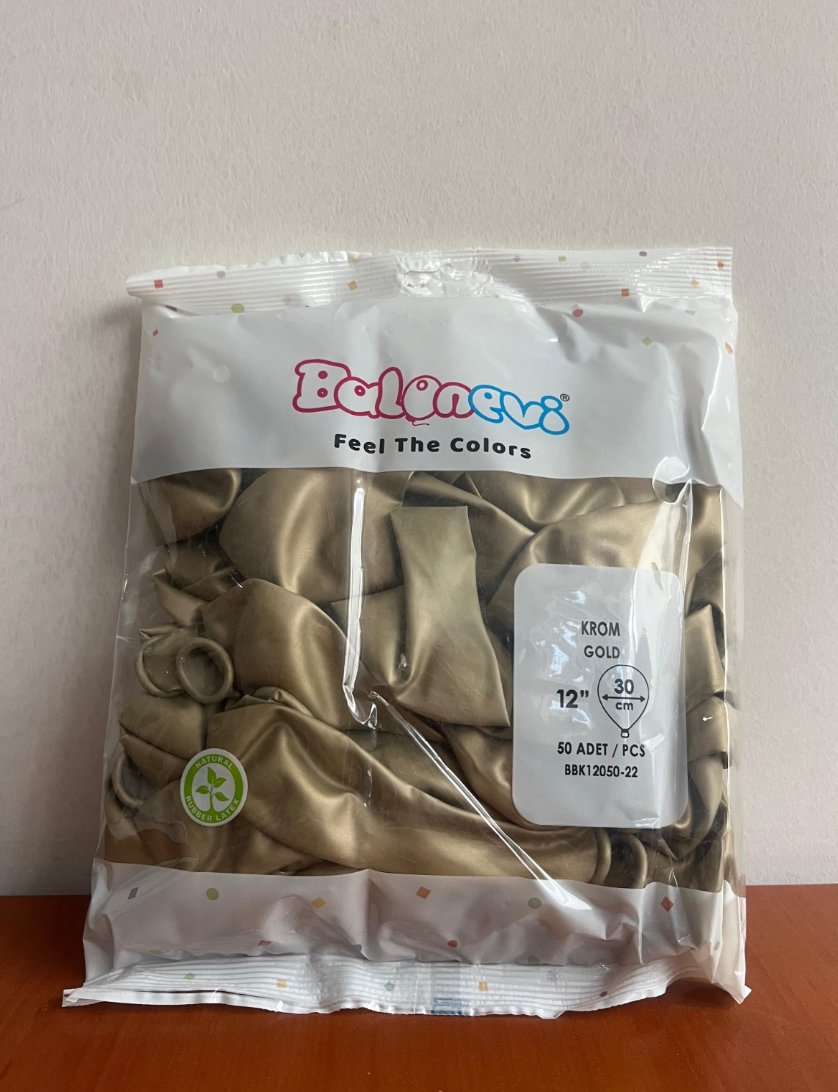 Balonevi®
Feel The Colors
KROM
GOLD
12"
30
cm
50 ADET / PCS
BBK12050-22
NATURAL
RUBBER LATEX